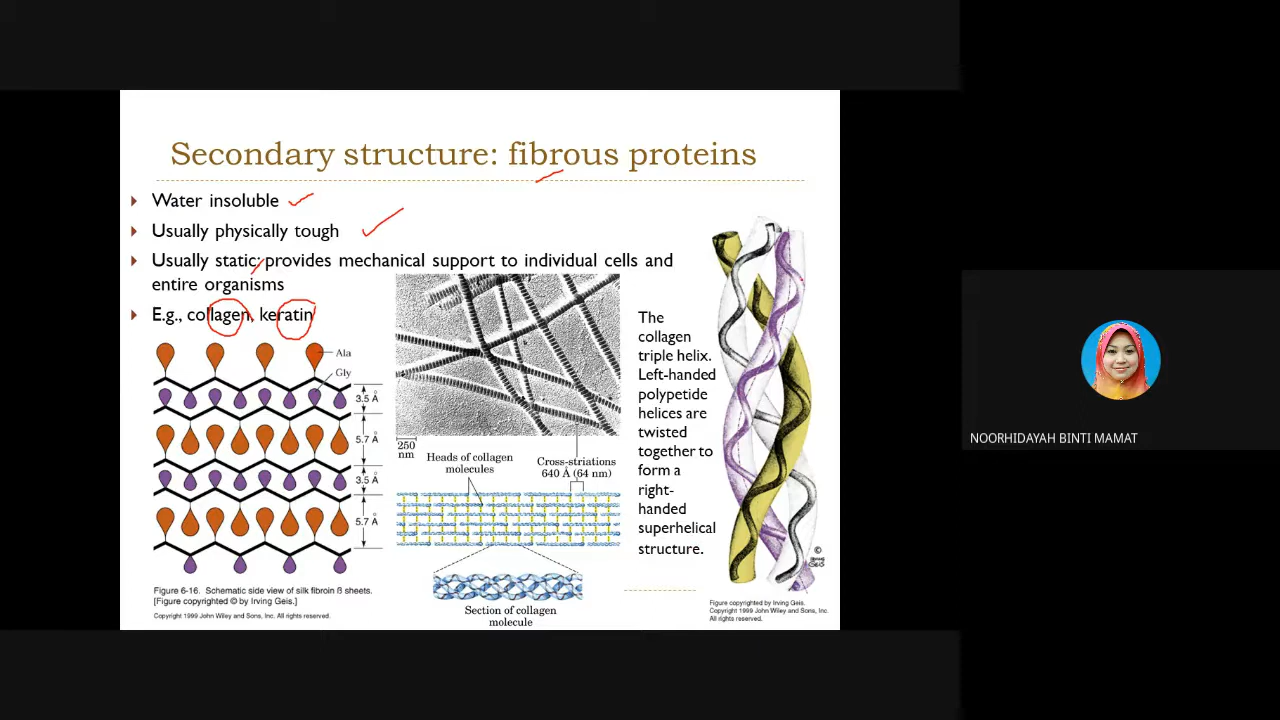 Secondary structure: fibrous proteins
Water insoluble
Usually physically tough
Usually static: provides mechanical support to individual cells and
entire organisms
E.g., collagen, keratin
Ala
Gly
3.5 Å
5.7 Å
3.5 Å
5.7 Å
Figure 6-16. Schematic side view of silk fibroin ß sheets.
[Figure copyrighted © by Irving Geis.]
Copyright 1999 John Wiley and Sons, Inc. All rights reserved.
250
nm
Heads of collagen
molecules
Cross-striations
640 Å (64 nm)
Section of collagen
molecule
The
collagen
triple helix.
Left-handed
polypetide
helices are
twisted
together to
form a
right-
handed
superhelical
structure.
©
IRVING
GEIS
Figure copyrighted by Irving Geis.
Copyright 1999 John Wiley and Sons, Inc.
All rights reserved.
NOORHIDAYAH BINTI MAMAT